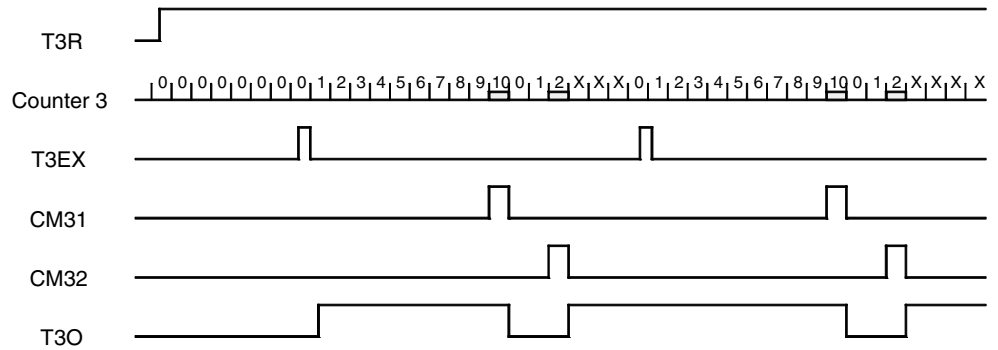 T3R
Counter 3 0 0 0 0 0 0 0 0 1 2 3 4 5 6 7 8 9 10 0 1 2 X X X 0 1 2 3 4 5 6 7 8 9 10 0 1 2 X X X X
T3EX
CM31
CM32
T3O